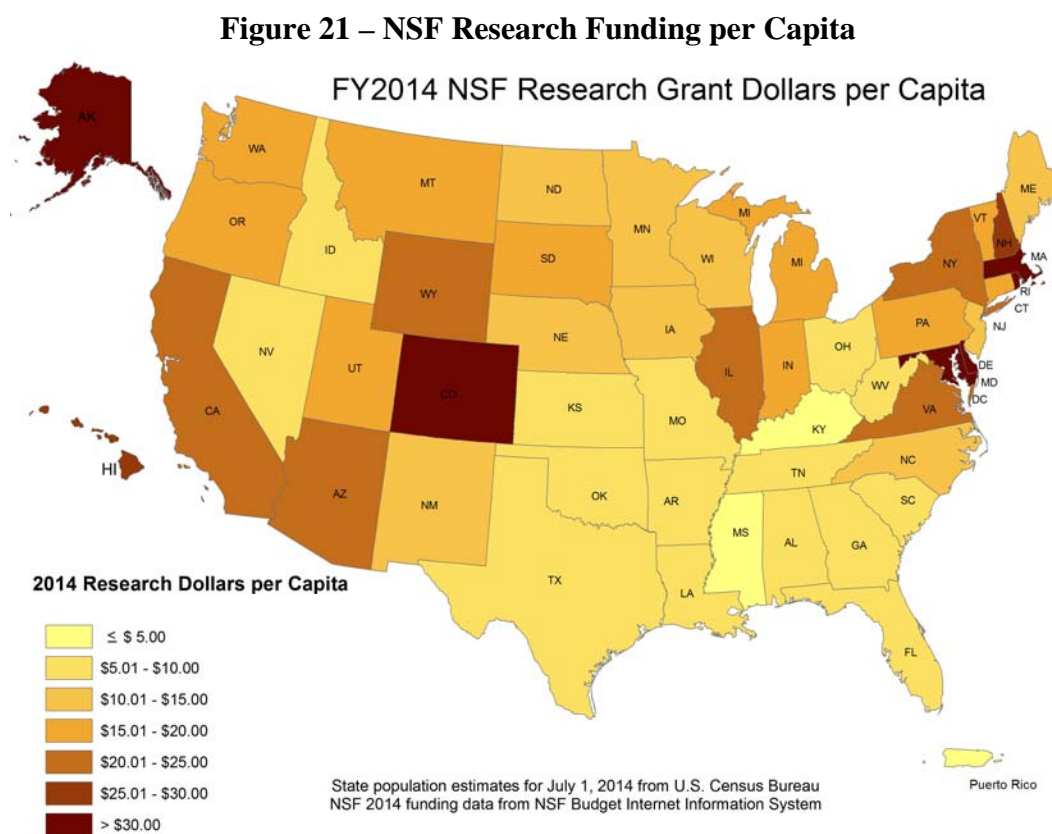 Figure 21 – NSF Research Funding per Capita
FY2014 NSF Research Grant Dollars per Capita
AK
WA
MT
ND
MN
ME
OR
ID
SD
WI
MI
MI
VT
NH
NY
MA
RI
CT
WY
NE
IA
PA
NJ
NV
UT
CO
KS
IL
IN
OH
WV
DE
MD
DC
VA
CA
MO
KY
HI
AZ
NM
OK
AR
TN
NC
SC
MS
AL
GA
TX
LA
FL
2014 Research Dollars per Capita
≤ $ 5.00
$5.01 - $10.00
$10.01 - $15.00
$15.01 - $20.00
$20.01 - $25.00
$25.01 - $30.00
> $30.00
State population estimates for July 1, 2014 from U.S. Census Bureau
NSF 2014 funding data from NSF Budget Internet Information System
Puerto Rico